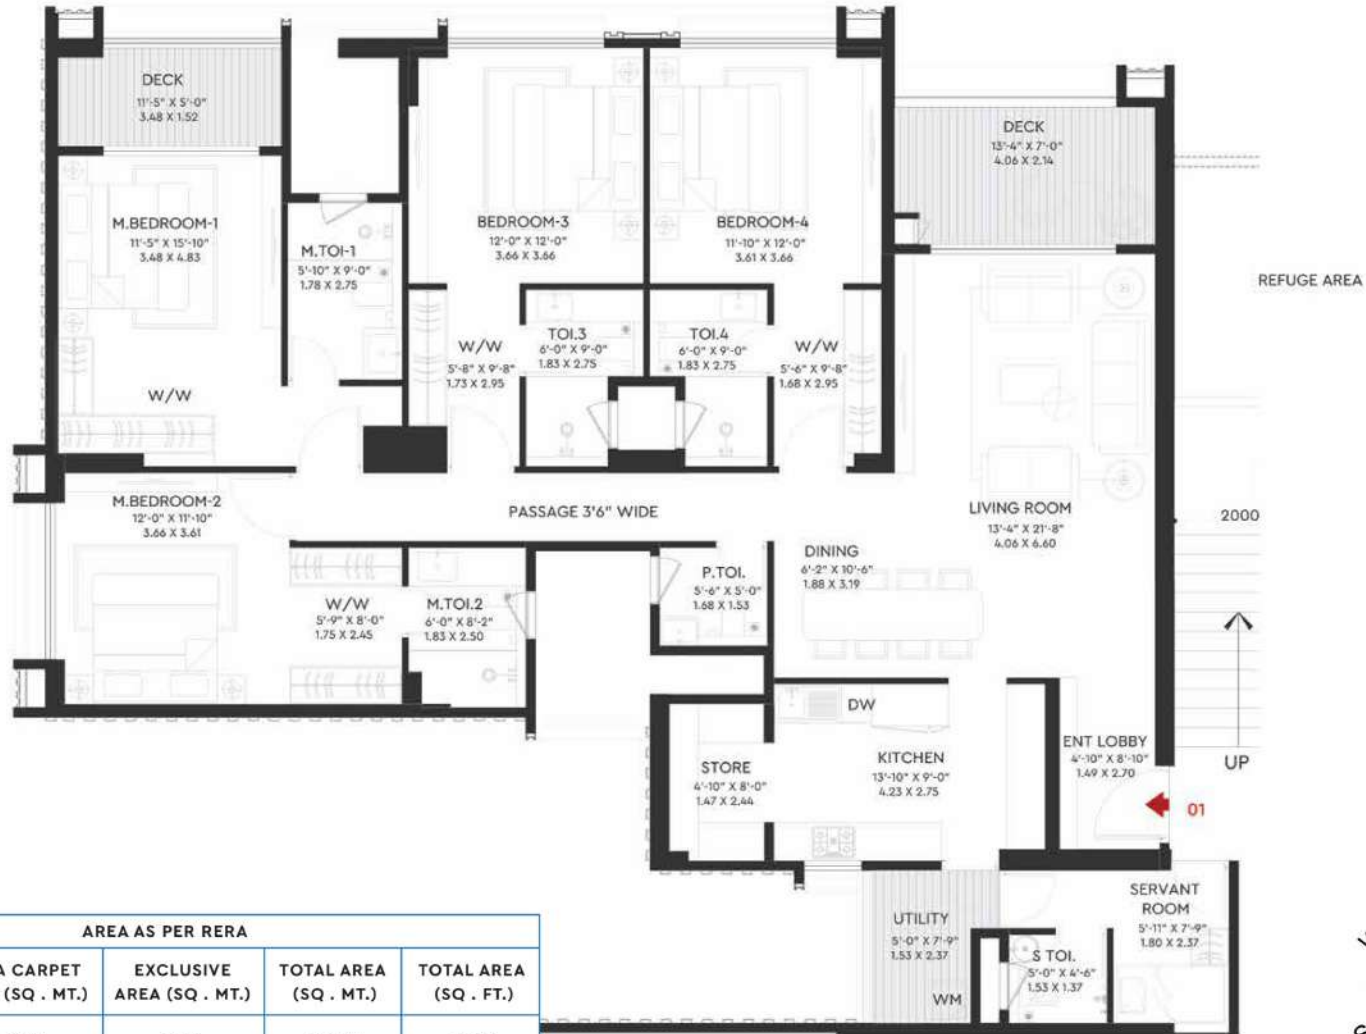 DECK
11'-5" X 5'-0"
3.48 X 1.52
DECK
13'-4" X 7'-0"
4.06 X 2.14
M.BEDROOM-1
11'-5" X 15'-10"
3.48 X 4.83
M.TOI-1
5'-10" X 9'-0"
1.78 X 2.75
BEDROOM-3
12'-0" X 12'-0"
3.66 X 3.66
BEDROOM-4
11'-10" X 12'-0"
3.61 X 3.66
REFUGE AREA
W/W
5'-8" X 9'-8"
1.73 X 2.95
TOI.3
6'-0" X 9'-0"
1.83 X 2.75
TOI.4
6'-0" X 9'-0"
1.83 X 2.75
W/W
5'-6" X 9'-8"
1.68 X 2.95
W/W
M.BEDROOM-2
12'-0" X 11'-10"
3.66 X 3.61
PASSAGE 3'6" WIDE
LIVING ROOM
13'-4" X 21'-8"
4.06 X 6.60
2000
DINING
6'-2" X 10'-6"
1.88 X 3.19
P.TOI.
5'-6" X 5'-0"
1.68 X 1.53
W/W
5'-9" X 8'-0"
1.75 X 2.45
M.TOI.2
6'-0" X 8'-2"
1.83 X 2.50
DW
STORE
4'-10" X 8'-0"
1.47 X 2.44
KITCHEN
13'-10" X 9'-0"
4.23 X 2.75
ENT LOBBY
4'-10" X 8'-10"
1.49 X 2.70
UP
01
UTILITY
5'-0" X 7'-9"
1.53 X 2.37
WM
SERVANT
ROOM
5'-11" X 7'-9"
1.80 X 2.37
S TOI.
5'-0" X 4'-6"
1.53 X 1.37
AREA AS PER RERA
CARPET
(SQ . MT.)
EXCLUSIVE
AREA (SQ . MT.)
TOTAL AREA
(SQ . MT.)
TOTAL AREA
(SQ . FT.)